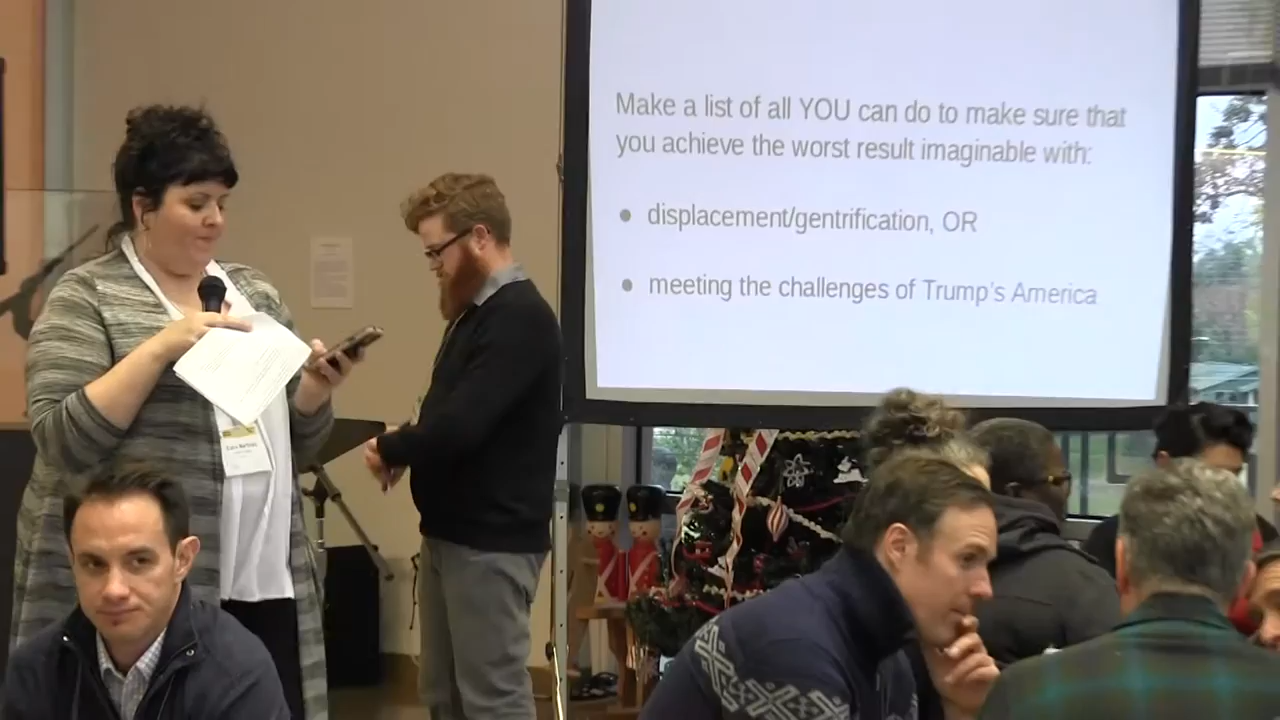 Make a list of all YOU can do to make sure that
you achieve the worst result imaginable with:
displacement/gentrification, OR
meeting the challenges of Trump's America